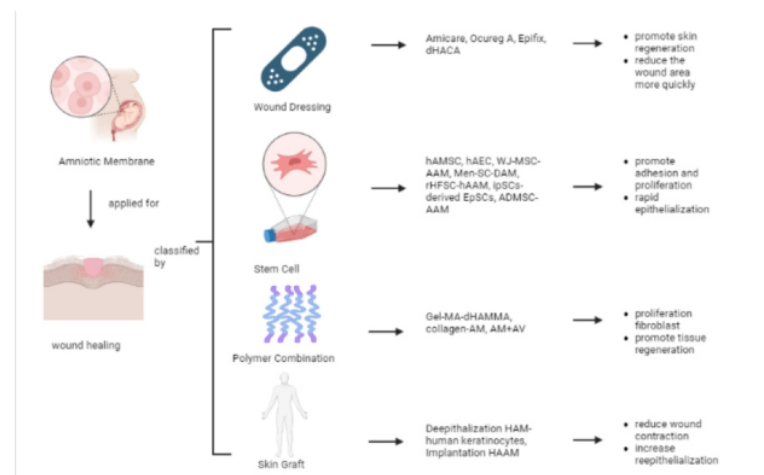 Amniotic Membrane
applied for
wound healing
classified
by
Wound Dressing
Amicare, Ocureg A, Epifix,
dHACA
promote skin
regeneration
reduce the
wound area
more quickly
Stem Cell
hAMSC, hAEC, WJ-MSC-
AAM, Men-SC-DAM,
rHFSC-hAAM, ipSCs-
derived EpSCs, ADMSC-
AAM
promote
adhesion and
proliferation
rapid
epithelialization
Polymer Combination
Gel-MA-dHAMMA,
collagen-AM, AM+AV
proliferation
fibroblast
promote tissue
regeneration
Skin Graft
Deepithalization HAM-
human keratinocytes,
Implantation HAAM
reduce wound
contraction
increase
reepithelialization